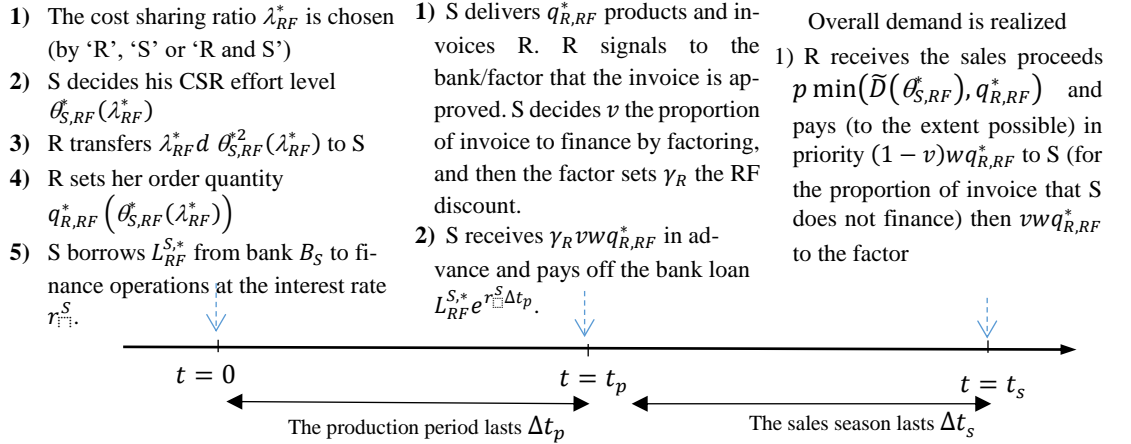 1) The cost sharing ratio λ*_RF is chosen
(by ‘R’, ‘S’ or ‘R and S’)
2) S decides his CSR effort level
θ*_S,RF(λ*_RF)
3) R transfers λ*_RF d θ*²_S,RF(λ*_RF) to S
4) R sets her order quantity
q*_R,RF (θ*_S,RF(λ*_RF))
5) S borrows L^S,*_RF from bank B_S to fi-
nance operations at the interest rate
r^S.
1) S delivers q*_R,RF products and in-
voices R. R signals to the
bank/factor that the invoice is ap-
proved. S decides v the proportion
of invoice to finance by factoring,
and then the factor sets γ_R the RF
discount.
2) S receives γ_R vwq*_R,RF in ad-
vance and pays off the bank loan
L^S,*_RF e^(r^S Δt_p).
Overall demand is realized
1) R receives the sales proceeds
p min(D̃(θ*_S,RF), q*_R,RF) and
pays (to the extent possible) in
priority (1 − v)wq*_R,RF to S (for
the proportion of invoice that S
does not finance) then vwq*_R,RF
to the factor
t = 0
t = t_p
t = t_s
The production period lasts Δt_p
The sales season lasts Δt_s